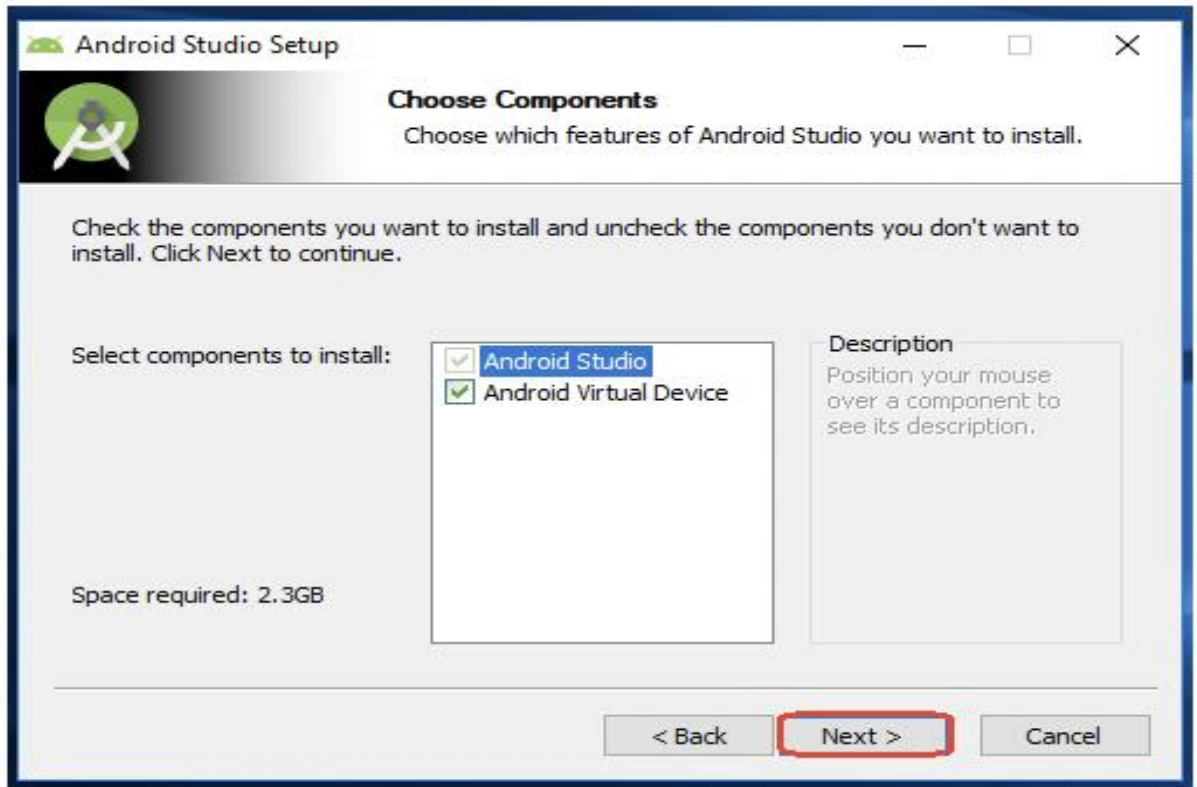 Android Studio Setup
Choose Components
Choose which features of Android Studio you want to install.
Check the components you want to install and uncheck the components you don't want to
install. Click Next to continue.
Select components to install:
Android Studio
Android Virtual Device
Description
Position your mouse
over a component to
see its description.
Space required: 2.3GB
< Back
Next >
Cancel